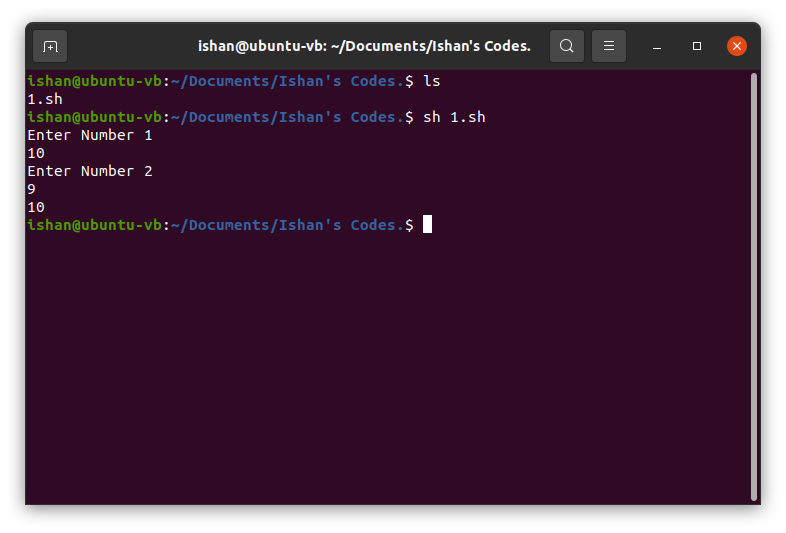 ishan@ubuntu-vb: ~/Documents/Ishan's Codes.
ishan@ubuntu-vb:~/Documents/Ishan's Codes.$ ls
1.sh
ishan@ubuntu-vb:~/Documents/Ishan's Codes.$ sh 1.sh
Enter Number 1
10
Enter Number 2
9
10
ishan@ubuntu-vb:~/Documents/Ishan's Codes.$